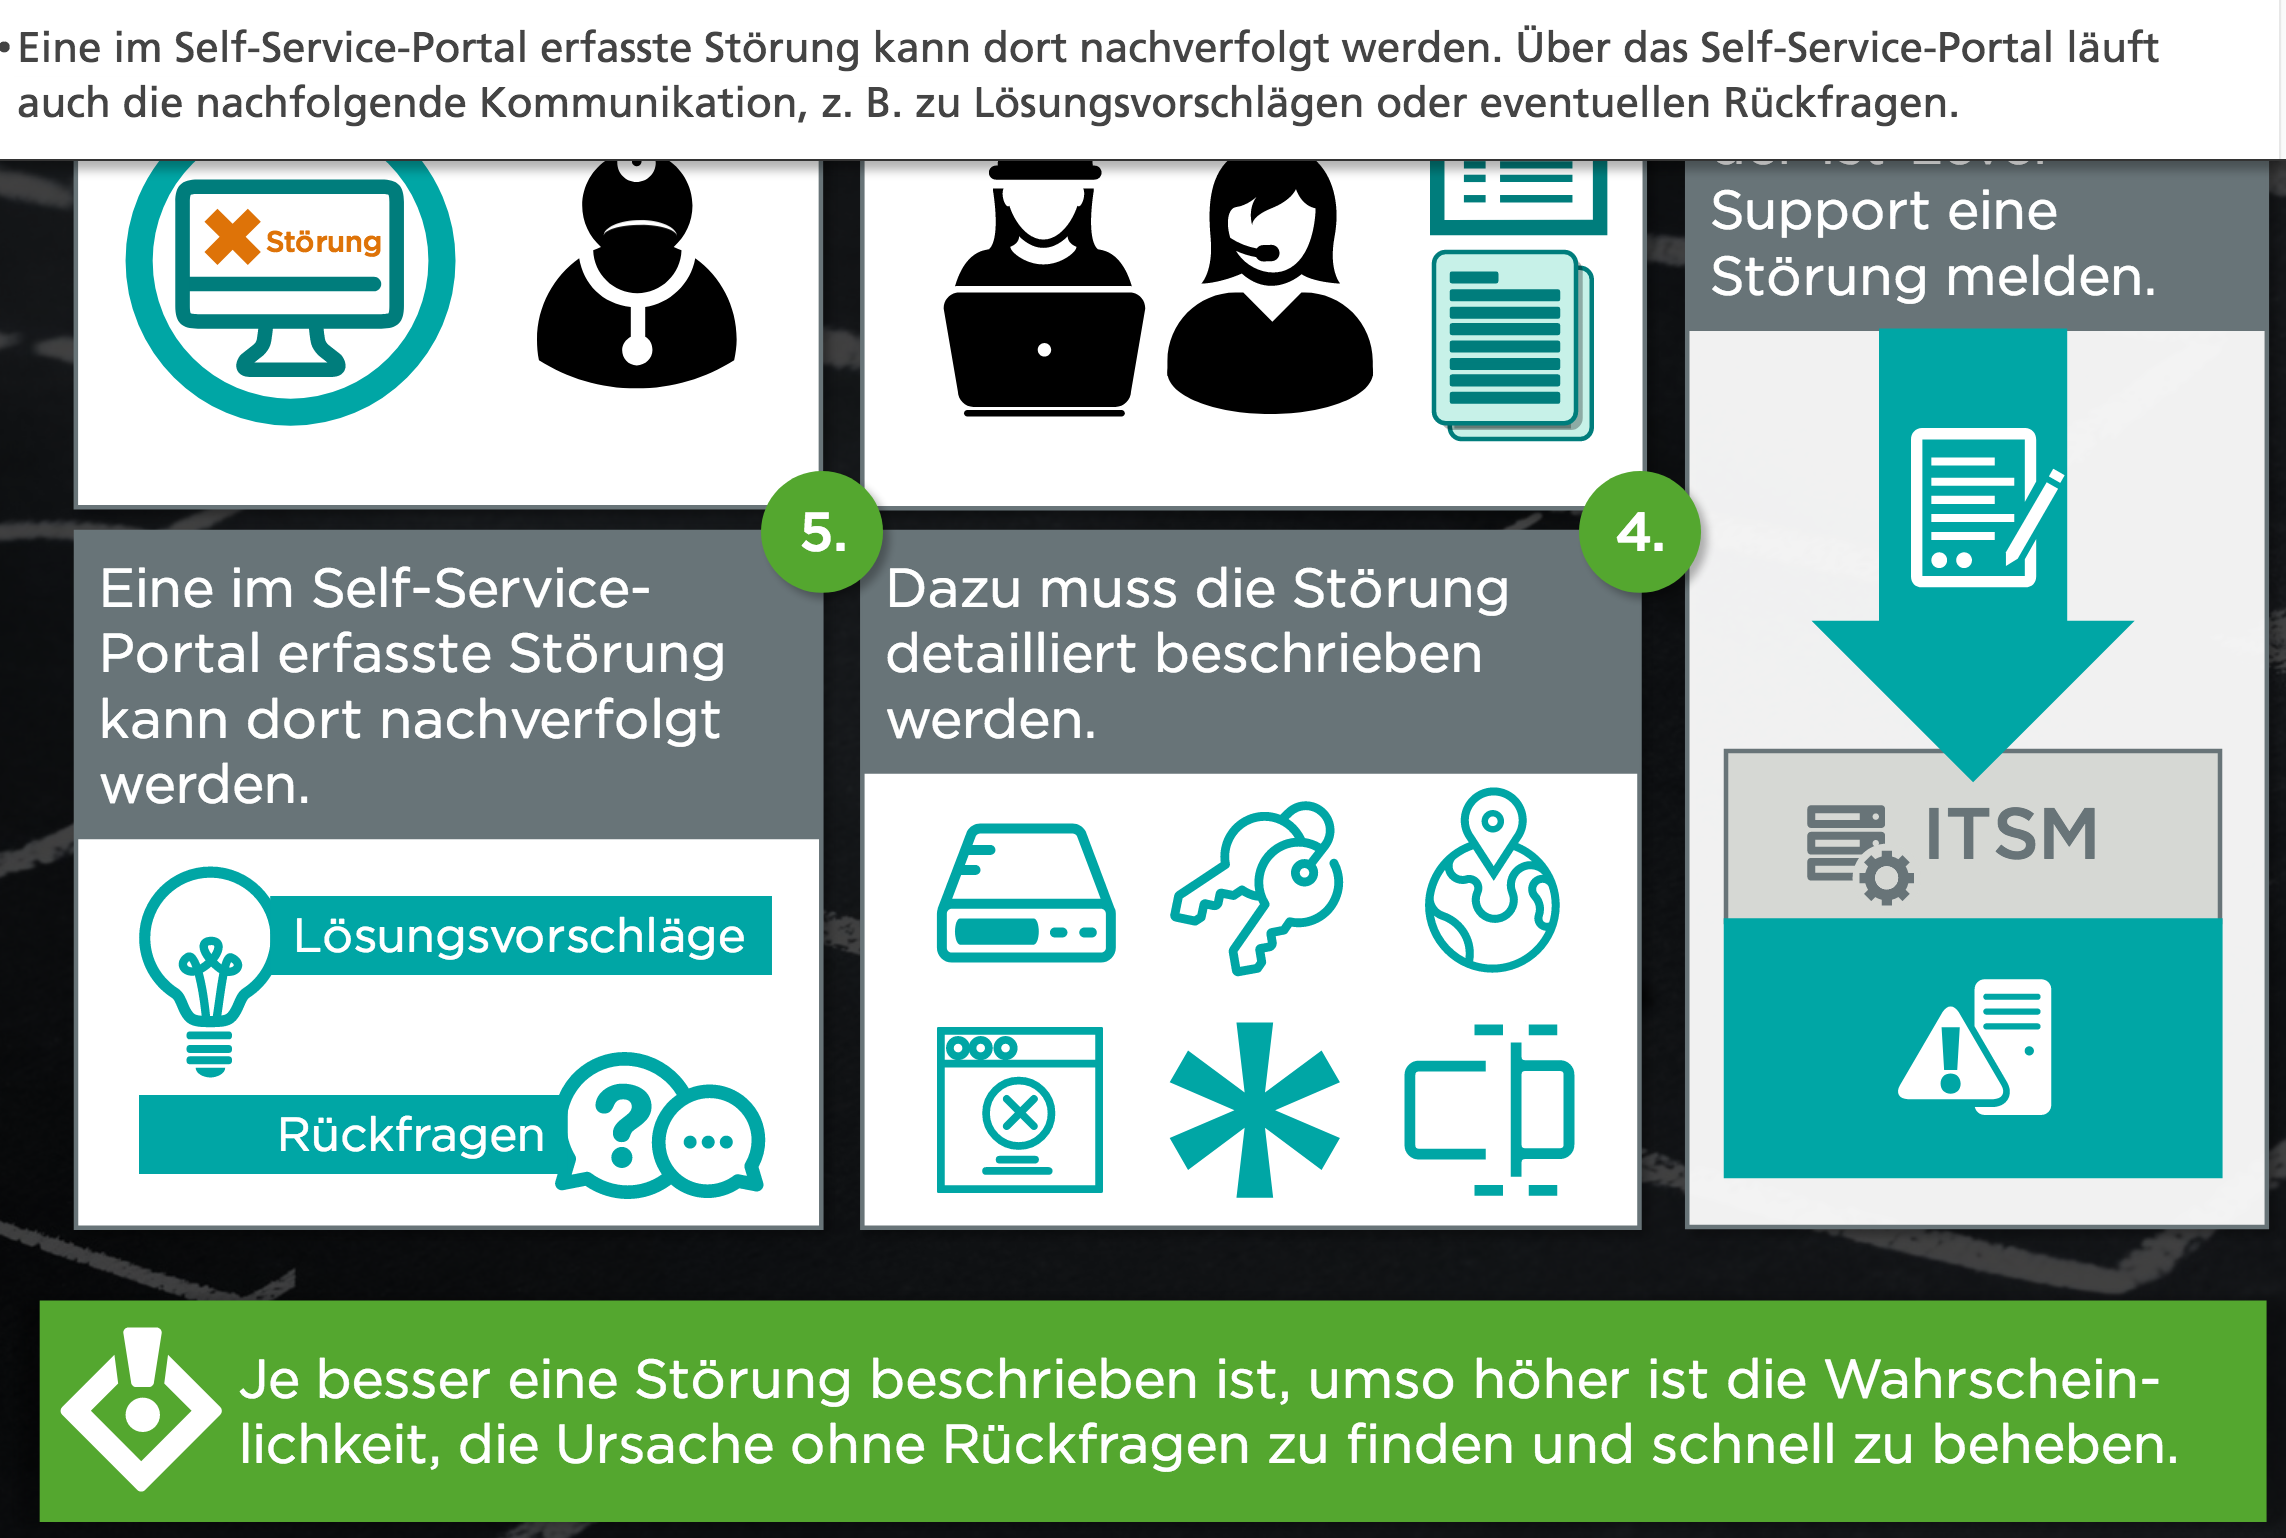 • Eine im Self-Service-Portal erfasste Störung kann dort nachverfolgt werden. Über das Self-Service-Portal läuft
auch die nachfolgende Kommunikation, z. B. zu Lösungsvorschlägen oder eventuellen Rückfragen.
Störung
Support eine
Störung melden.
5.
Eine im Self-Service-
Portal erfasste Störung
kann dort nachverfolgt
werden.
Lösungsvorschläge
Rückfragen
4.
Dazu muss die Störung
detailliert beschrieben
werden.
ITSM
Je besser eine Störung beschrieben ist, umso höher ist die Wahrschein-
lichkeit, die Ursache ohne Rückfragen zu finden und schnell zu beheben.